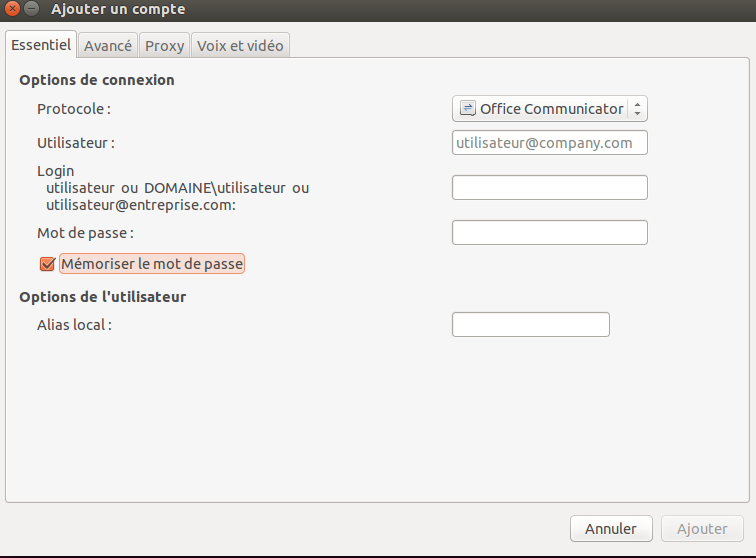 Ajouter un compte
Essentiel Avancé Proxy Voix et vidéo
Options de connexion
Protocole : Office Communicator
Utilisateur : utilisateur@company.com
Login
utilisateur ou DOMAINE\utilisateur ou
utilisateur@entreprise.com:
Mot de passe :
Mémoriser le mot de passe
Options de l'utilisateur
Alias local :
Annuler Ajouter